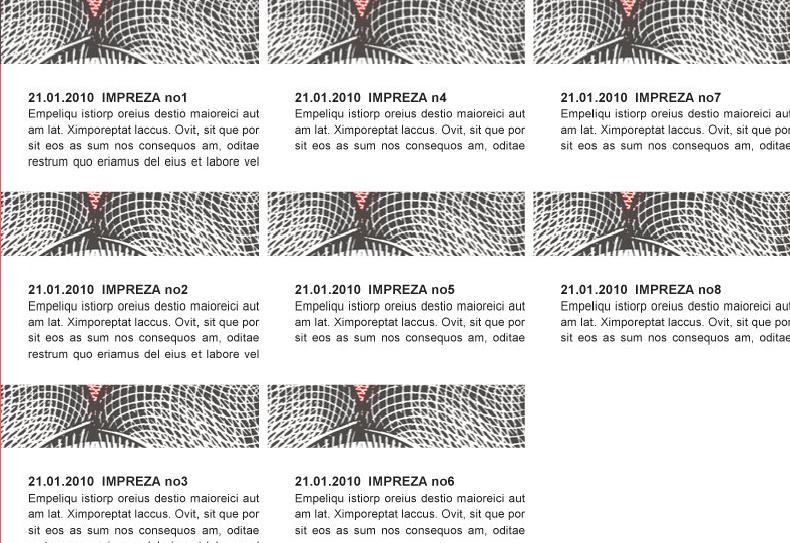 21.01.2010 IMPREZA no1
Empeliqu istiorp oreius destio maioreici aut
am lat. Ximporeptat laccus. Ovit, sit que por
sit eos as sum nos consequos am, oditae
restrum quo eriamus del eius et labore vel
21.01.2010 IMPREZA no2
Empeliqu istiorp oreius destio maioreici aut
am lat. Ximporeptat laccus. Ovit, sit que por
sit eos as sum nos consequos am, oditae
restrum quo eriamus del eius et labore vel
21.01.2010 IMPREZA no3
Empeliqu istiorp oreius destio maioreici aut
am lat. Ximporeptat laccus. Ovit, sit que por
sit eos as sum nos consequos am, oditae
21.01.2010 IMPREZA n4
Empeliqu istiorp oreius destio maioreici aut
am lat. Ximporeptat laccus. Ovit, sit que por
sit eos as sum nos consequos am, oditae
21.01.2010 IMPREZA no5
Empeliqu istiorp oreius destio maioreici aut
am lat. Ximporeptat laccus. Ovit, sit que por
sit eos as sum nos consequos am, oditae
21.01.2010 IMPREZA no6
Empeliqu istiorp oreius destio maioreici aut
am lat. Ximporeptat laccus. Ovit, sit que por
sit eos as sum nos consequos am, oditae
21.01.2010 IMPREZA no7
Empeliqu istiorp oreius destio maioreici aut
am lat. Ximporeptat laccus. Ovit, sit que por
sit eos as sum nos consequos am, oditae
21.01.2010 IMPREZA no8
Empeliqu istiorp oreius destio maioreici aut
am lat. Ximporeptat laccus. Ovit, sit que por
sit eos as sum nos consequos am, oditae